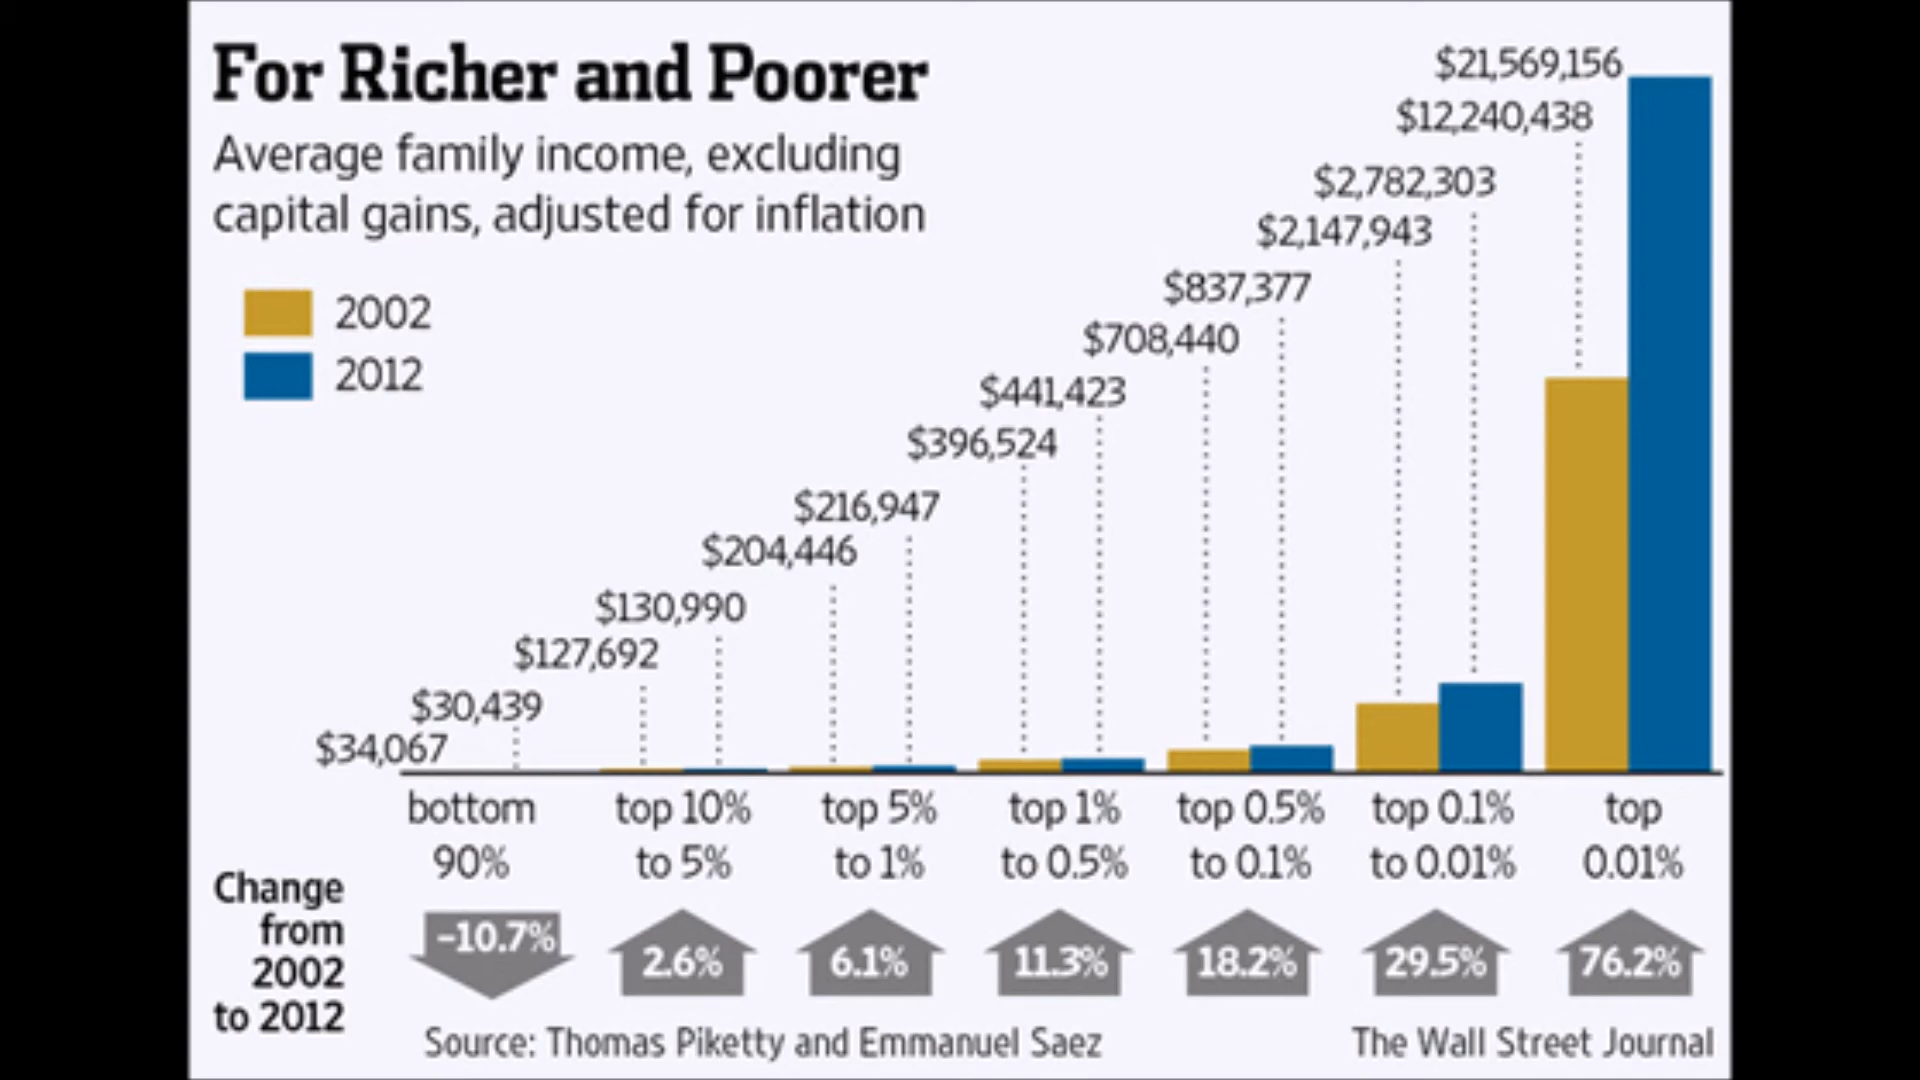 For Richer and Poorer
Average family income, excluding
capital gains, adjusted for inflation
2002
2012
$34,067
$30,439
$127,692
$130,990
$204,446
$216,947
$396,524
$441,423
$708,440
$837,377
$2,147,943
$2,782,303
$12,240,438
$21,569,156
bottom
90%
top 10%
to 5%
top 5%
to 1%
top 1%
to 0.5%
top 0.5%
to 0.1%
top 0.1%
to 0.01%
top
0.01%
Change
from
2002
to 2012
-10.7%
2.6%
6.1%
11.3%
18.2%
29.5%
76.2%
Source: Thomas Piketty and Emmanuel Saez
The Wall Street Journal